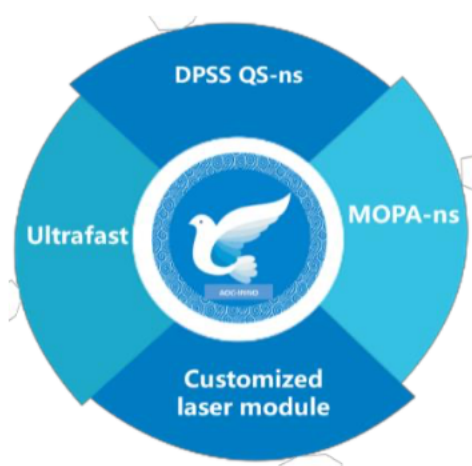 DPSS QS-ns
Ultrafast
MOPA-ns
Customized
laser module